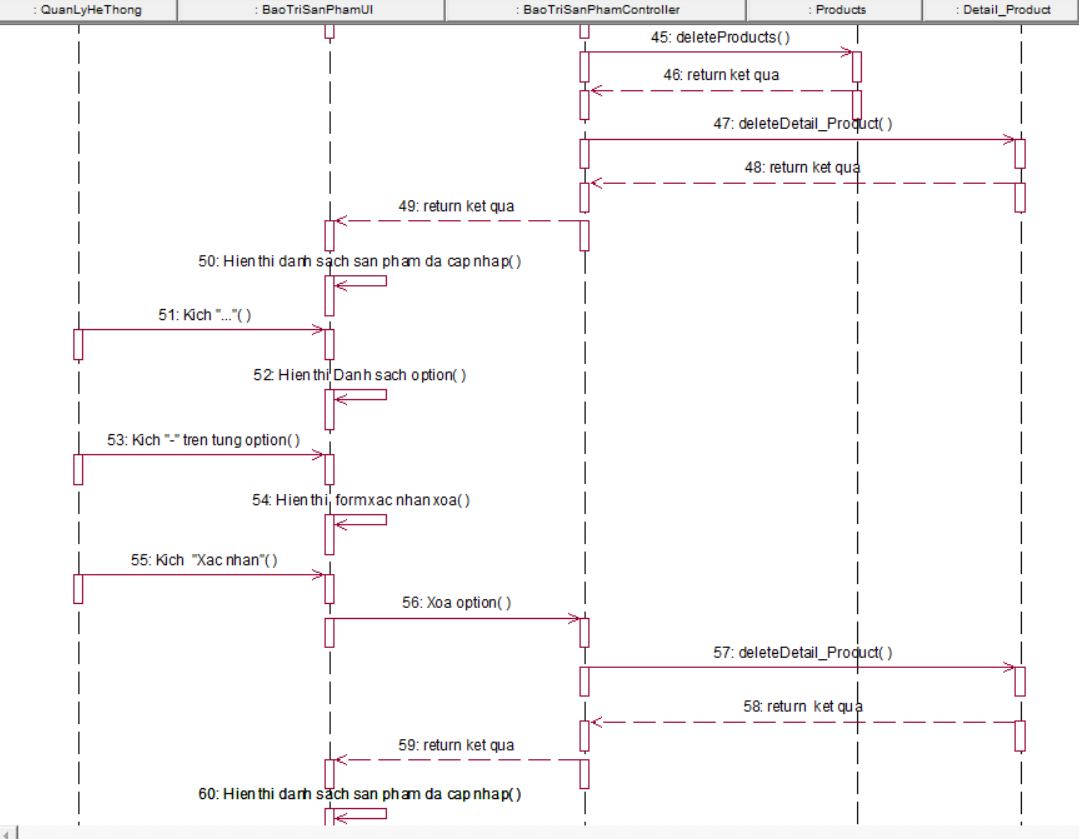 : QuanLyHeThong
: BaoTriSanPhamUI
: BaoTriSanPhamController
: Products
: Detail_Product
45: deleteProducts( )
46: return ket qua
47: deleteDetail_Product( )
48: return ket qua
49: return ket qua
50: Hien thi danh sach san pham da cap nhap( )
51: Kich "..."( )
52: Hien thi Danh sach option( )
53: Kich "-" tren tung option( )
54: Hien thi form xac nhan xoa( )
55: Kich "Xac nhan"( )
56: Xoa option( )
57: deleteDetail_Product( )
58: return ket qua
59: return ket qua
60: Hien thi danh sach san pham da cap nhap( )